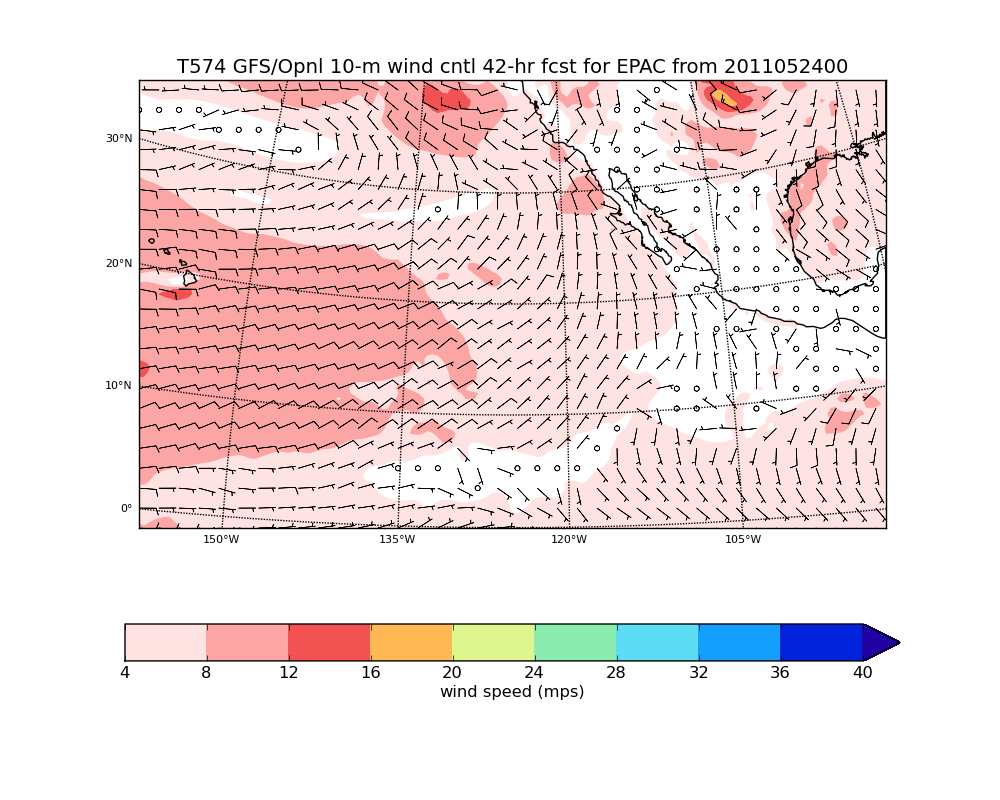 T574 GFS/Opnl 10-m wind cntl 42-hr fcst for EPAC from 2011052400
30°N
20°N
10°N
0°
150°W 135°W 120°W 105°W
4 8 12 16 20 24 28 32 36 40
wind speed (mps)